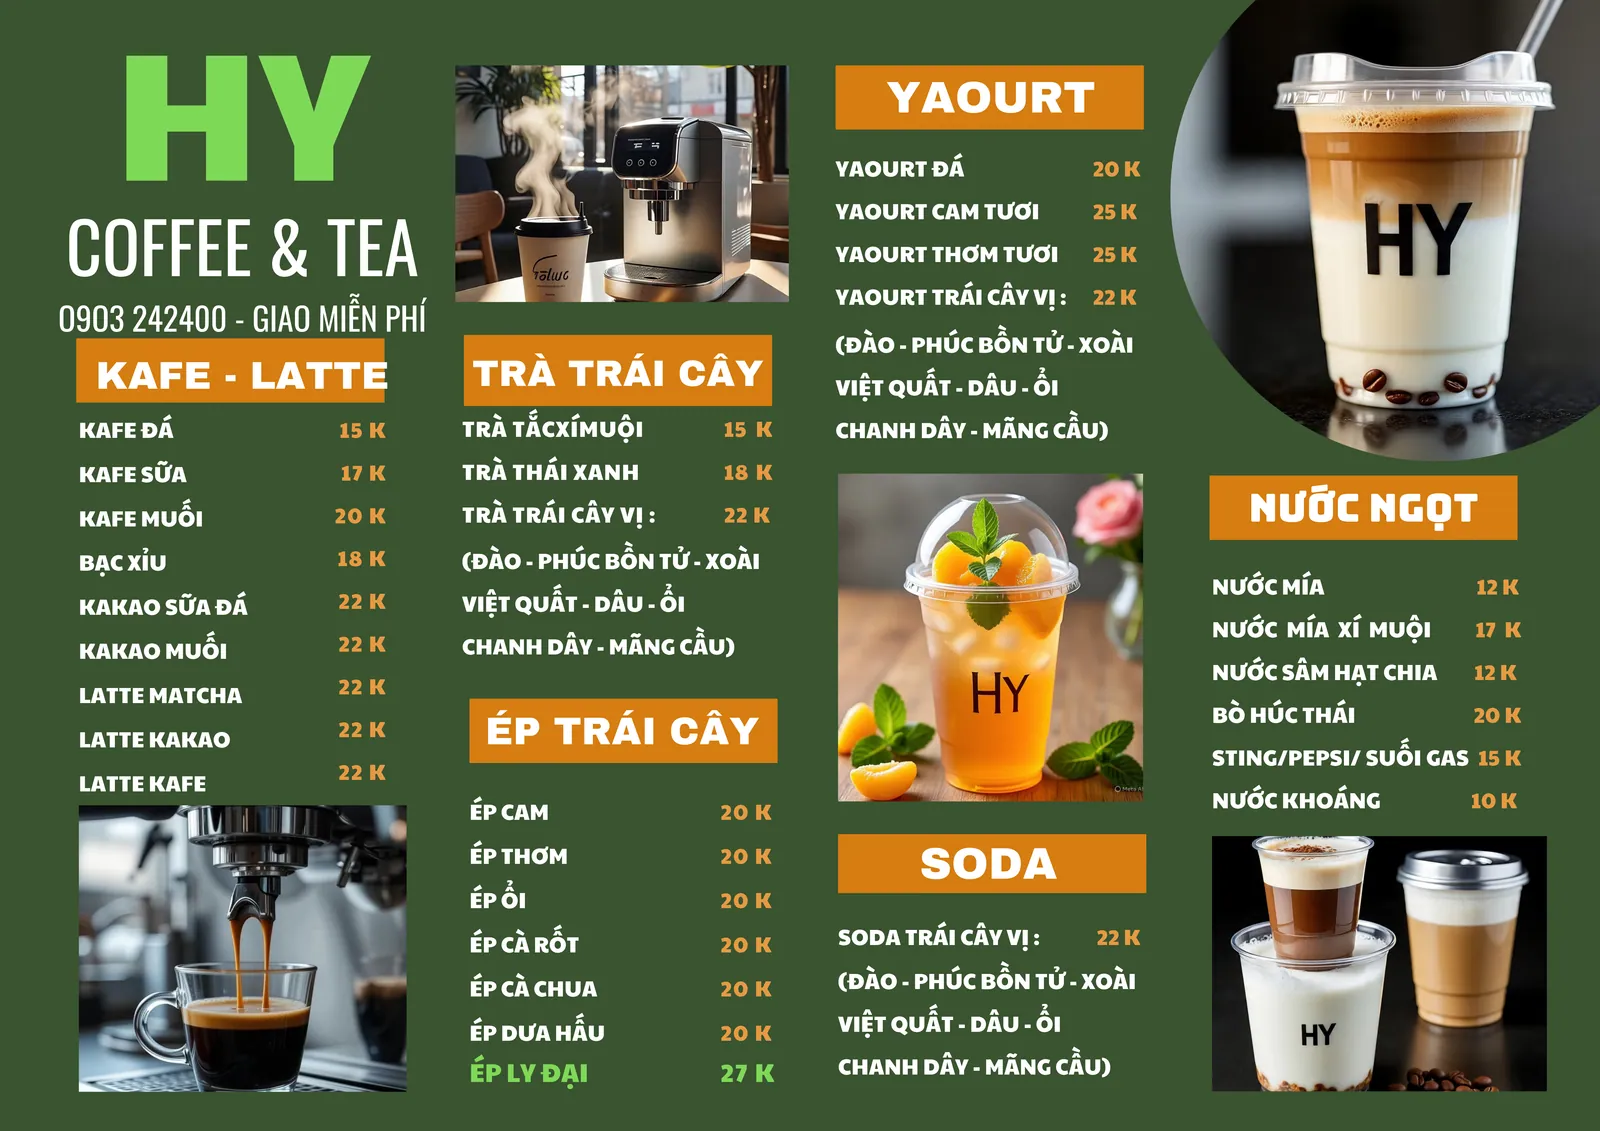 HY
COFFEE & TEA
0903 242400 - GIAO MIỄN PHÍ
KAFE - LATTE
KAFE ĐÁ 15 K
KAFE SỮA 17 K
KAFE MUỐI 20 K
BẠC XỈU 18 K
KAKAO SỮA ĐÁ 22 K
KAKAO MUỐI 22 K
LATTE MATCHA 22 K
LATTE KAKAO 22 K
LATTE KAFE 22 K
TRÀ TRÁI CÂY
TRÀ TẮCXÍMUỘI 15 K
TRÀ THÁI XANH 18 K
TRÀ TRÁI CÂY VỊ : 22 K
(ĐÀO - PHÚC BỒN TỬ - XOÀI
VIỆT QUẤT - DÂU - ỔI
CHANH DÂY - MÃNG CẦU)
ÉP TRÁI CÂY
ÉP CAM 20 K
ÉP THƠM 20 K
ÉP ỔI 20 K
ÉP CÀ RỐT 20 K
ÉP CÀ CHUA 20 K
ÉP DƯA HẤU 20 K
ÉP LY ĐẠI 27 K
YAOURT
YAOURT ĐÁ 20 K
YAOURT CAM TƯƠI 25 K
YAOURT THƠM TƯƠI 25 K
YAOURT TRÁI CÂY VỊ : 22 K
(ĐÀO - PHÚC BỒN TỬ - XOÀI
VIỆT QUẤT - DÂU - ỔI
CHANH DÂY - MÃNG CẦU)
HY
SODA
SODA TRÁI CÂY VỊ : 22 K
(ĐÀO - PHÚC BỒN TỬ - XOÀI
VIỆT QUẤT - DÂU - ỔI
CHANH DÂY - MÃNG CẦU)
HY
NƯỚC NGỌT
NƯỚC MÍA 12 K
NƯỚC MÍA XÍ MUỘI 17 K
NƯỚC SÂM HẠT CHIA 12 K
BÒ HÚC THÁI 20 K
STING/PEPSI/ SUỐI GAS 15 K
NƯỚC KHOÁNG 10 K
HY